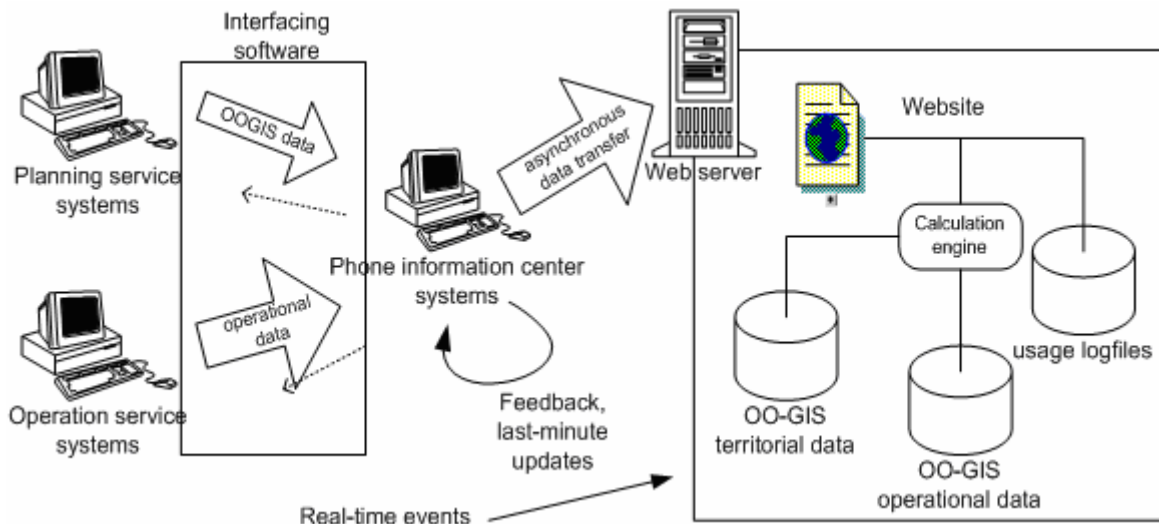 Interfacing
software
OOGIS data
Planning service
systems
operational
data
Operation service
systems
Phone information center
systems
asynchronous
data transfer
Feedback,
last-minute
updates
Real-time events
Web server
Website
Calculation
engine
usage logfiles
OO-GIS
territorial data
OO-GIS
operational data